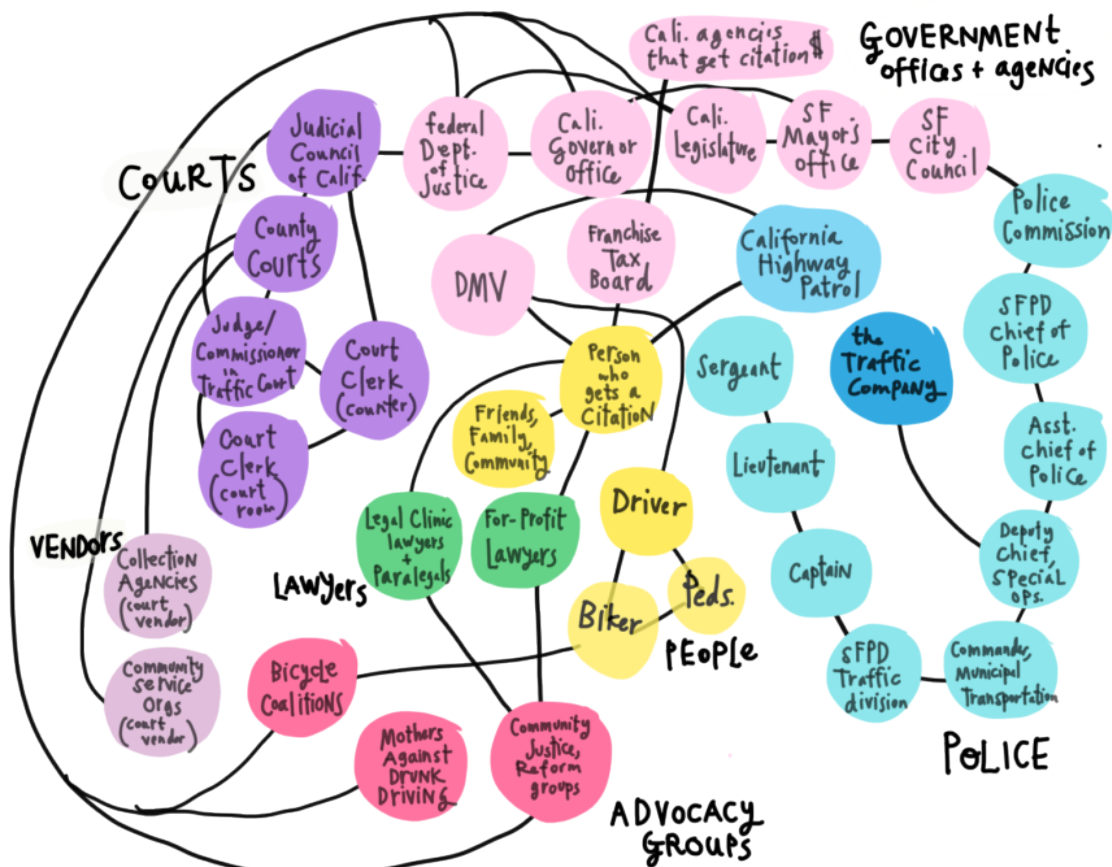 Cali. agencies
that get citation $
GOVERNMENT
offices + agencies
COURTS
Judicial
Council
of Calif.
federal
Dept.
of
Justice
Cali.
Governor
Office
Cali.
Legislature
SF
Mayor's
Office
SF
City
Council
Police
Commission
County
Courts
DMV
Franchise
Tax
Board
California
Highway
Patrol
SFPD
Chief of
Police
Judge/
Commissioner
in
Traffic Court
Court
Clerk
(counter)
Person
who
gets a
Citation
Sergeant
the
Traffic
Company
Friends,
Family,
Community
Asst.
chief of
Police
Court
Clerk
(court
room)
Lieutenant
VENDORS
Collection
Agencies
(court
vendor)
LAWYERS
Legal Clinic
lawyers
+
Paralegals
For-Profit
Lawyers
Driver
Captain
Deputy
Chief,
Special
Ops.
Biker
Peds.
PEOPLE
Community
Service
Orgs
(court
vendor)
Bicycle
Coalitions
SFPD
Traffic
division
Commander,
Municipal
Transportation
POLICE
Mothers
Against
Drunk
Driving
Community
Justice,
Reform
groups
ADVOCACY
GROUPS